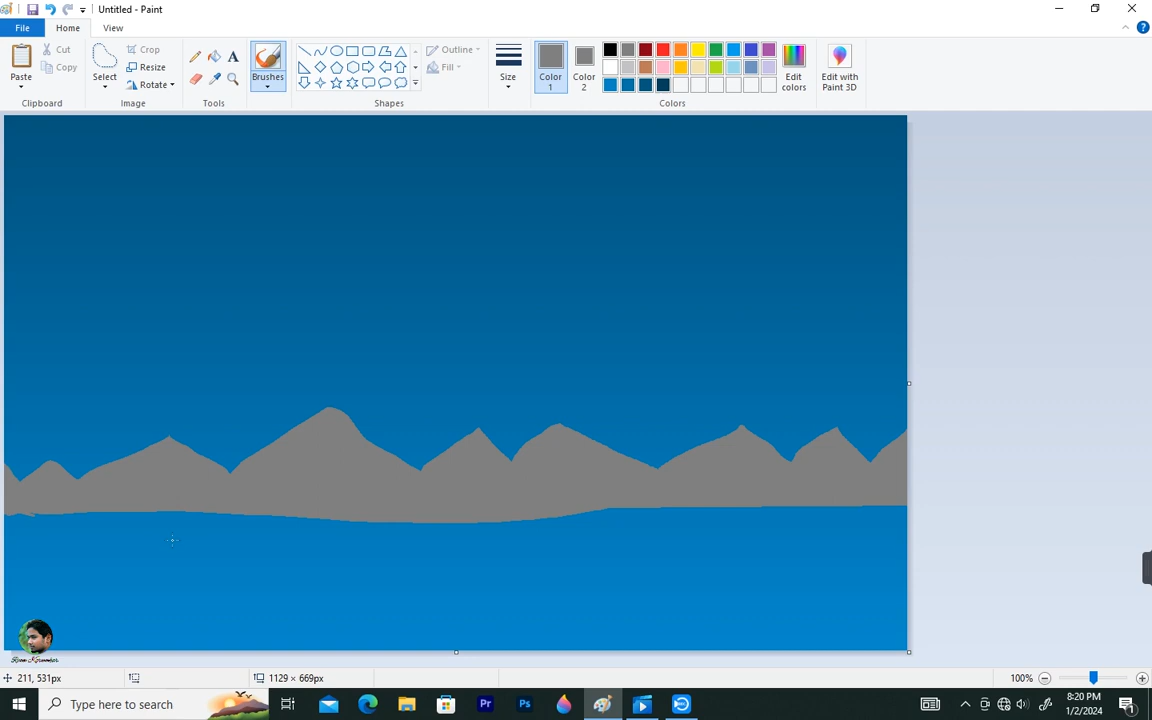 Untitled - Paint
File
Home
View
Paste
Cut
Copy
Clipboard
Select
Crop
Resize
Rotate
Image
A
Tools
Brushes
Outline
Fill
Shapes
Size
Color 1
Color 2
Edit colors
Colors
Edit with Paint 3D
211, 531px
1129 × 669px
100%
Type here to search
Pr
Ps
8:20 PM
1/2/2024
1